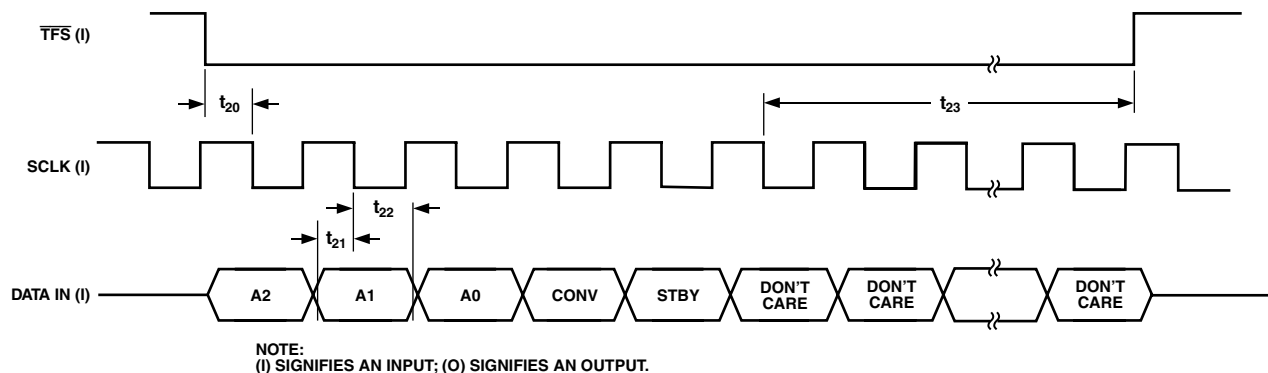 TFS (I)
t20
t23
SCLK (I)
t22
t21
DATA IN (I)
A2
A1
A0
CONV
STBY
DON'T
CARE
DON'T
CARE
DON'T
CARE
NOTE:
(I) SIGNIFIES AN INPUT; (O) SIGNIFIES AN OUTPUT.